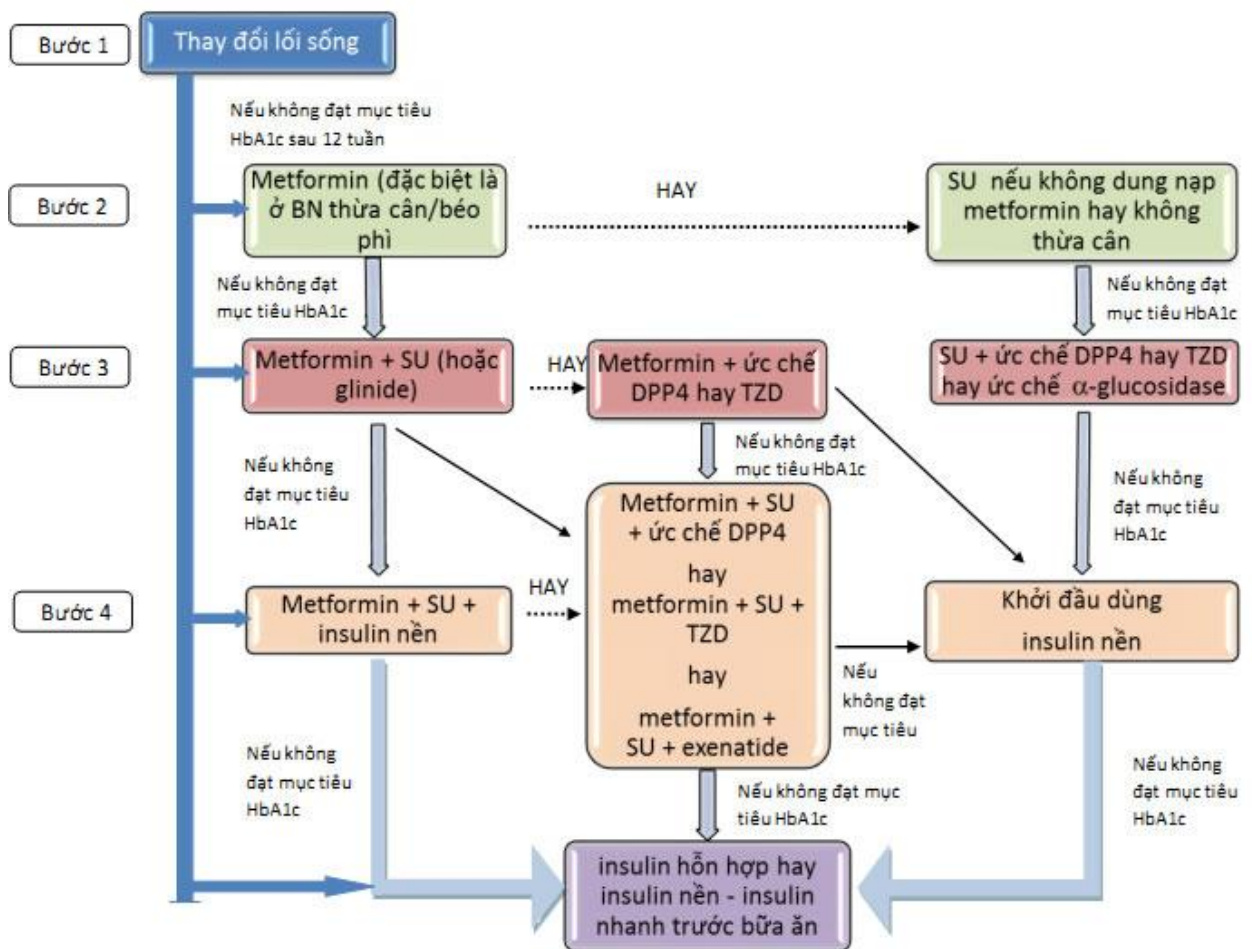 Bước 1
Thay đổi lối sống
Nếu không đạt mục tiêu
HbA1c sau 12 tuần
Bước 2
Metformin (đặc biệt là
ở BN thừa cân/béo
phì
HAY
SU nếu không dung nạp
metformin hay không
thừa cân
Nếu không đạt
mục tiêu HbA1c
Nếu không đạt
mục tiêu HbA1c
Bước 3
Metformin + SU (hoặc
glinide)
HAY
Metformin + ức chế
DPP4 hay TZD
SU + ức chế DPP4 hay TZD
hay ức chế α-glucosidase
Nếu không
đạt mục tiêu
HbA1c
Nếu không đạt
mục tiêu HbA1c
Nếu không
đạt mục tiêu
HbA1c
Bước 4
Metformin + SU +
insulin nền
HAY
Metformin + SU
+ ức chế DPP4
hay
metformin + SU +
TZD
hay
metformin +
SU + exenatide
Nếu
không đạt
mục tiêu
Khởi đầu dùng
insulin nền
Nếu không
đạt mục tiêu
HbA1c
Nếu không đạt mục
tiêu HbA1c
Nếu không
đạt mục tiêu
HbA1c
insulin hỗn hợp hay
insulin nền - insulin
nhanh trước bữa ăn